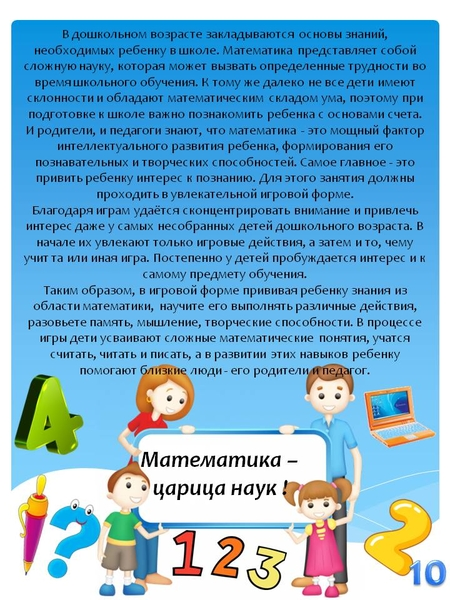 В дошкольном возрасте закладываются основы знаний,
необходимых ребенку в школе. Математика представляет собой
сложную науку, которая может вызвать определенные трудности во
время школьного обучения. К тому же далеко не все дети имеют
склонности и обладают математическим складом ума, поэтому при
подготовке к школе важно познакомить ребенка с основами счета.
И родители, и педагоги знают, что математика - это мощный фактор
интеллектуального развития ребенка, формирования его
познавательных и творческих способностей. Самое главное - это
привить ребенку интерес к познанию. Для этого занятия должны
проходить в увлекательной игровой форме.
Благодаря играм удаётся сконцентрировать внимание и привлечь
интерес даже у самых несобранных детей дошкольного возраста. В
начале их увлекают только игровые действия, а затем и то, чему
учит та или иная игра. Постепенно у детей пробуждается интерес и к
самому предмету обучения.
Таким образом, в игровой форме прививая ребенку знания из
области математики, научите его выполнять различные действия,
разовьете память, мышление, творческие способности. В процессе
игры дети усваивают сложные математические понятия, учатся
считать, читать и писать, а в развитии этих навыков ребенку
помогают близкие люди - его родители и педагог.
4
Математика –
царица наук !
?
1 2 3
2
10